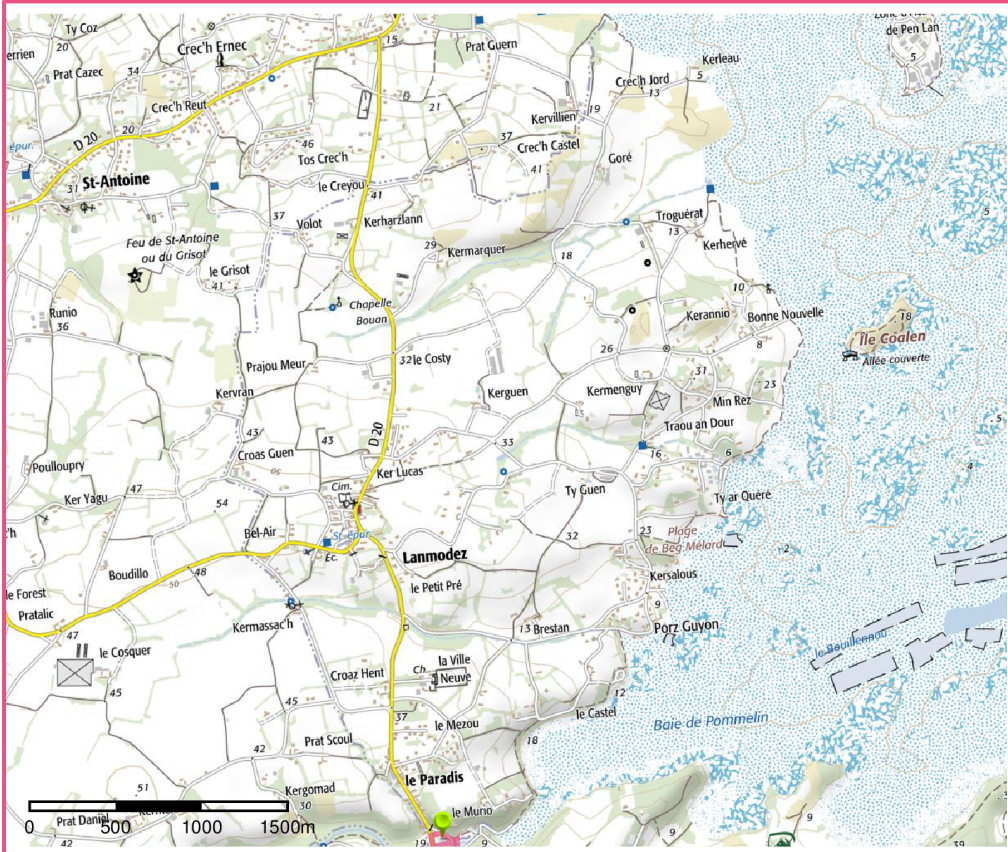 Ty Coz
Crec'h Ernec
15
Prat Guern
de Pen Lan
5
Kerleau
5
errien
20
Prat Cazec
34
Crec'h Jord
13
21
19
Kervillien
Crec'h Reut
20
D 20
épur.
46
Tos Crec'h
37
Crec'h Castel
41
Goré
31
St-Antoine
le Creyou
41
5
Troguérat
13
37
Volot
Kerharzlann
Feu de St-Antoine
ou du Grisot
29
Kermarquer
18
Kerhervé
le Grisot
41
10
Chapelle
Bouan
Runio
36
Kerannio
Bonne Nouvelle
18
Île Coalen
Allée couverte
8
26
32
le Costy
Prajou Meur
31
Kermenguy
23
Min Rez
Kervran
Kerguen
Traou an Dour
43
43
D 20
33
5
Croas Guen
16
6
4
Poulloupry
50
Ker Lucas
Cim.
Ker Yagu
47
54
Ty Guen
Ty ar Quéré
c'h
Bel-Air
St. épur.
23
Plage
de Beg Mélard
32
2
Éc.
Lanmodez
Boudillo
48
50
Kersalous
le Forest
le Petit Pré
Pratalic
9
Kermassac'h
13
Brestan
Porz Guyon
47
le Bouillennou
le Cosquer
la Ville
Neuve
Ch.
Croaz Hent
45
12
45
37
le Castel
le Mezou
Baie de Pommelin
Prat Scoul
18
42
le Paradis
51
Kergomad
30
le Murio
0
500
1000
1500m
Prat Daniel
42
19
9
9
9
39